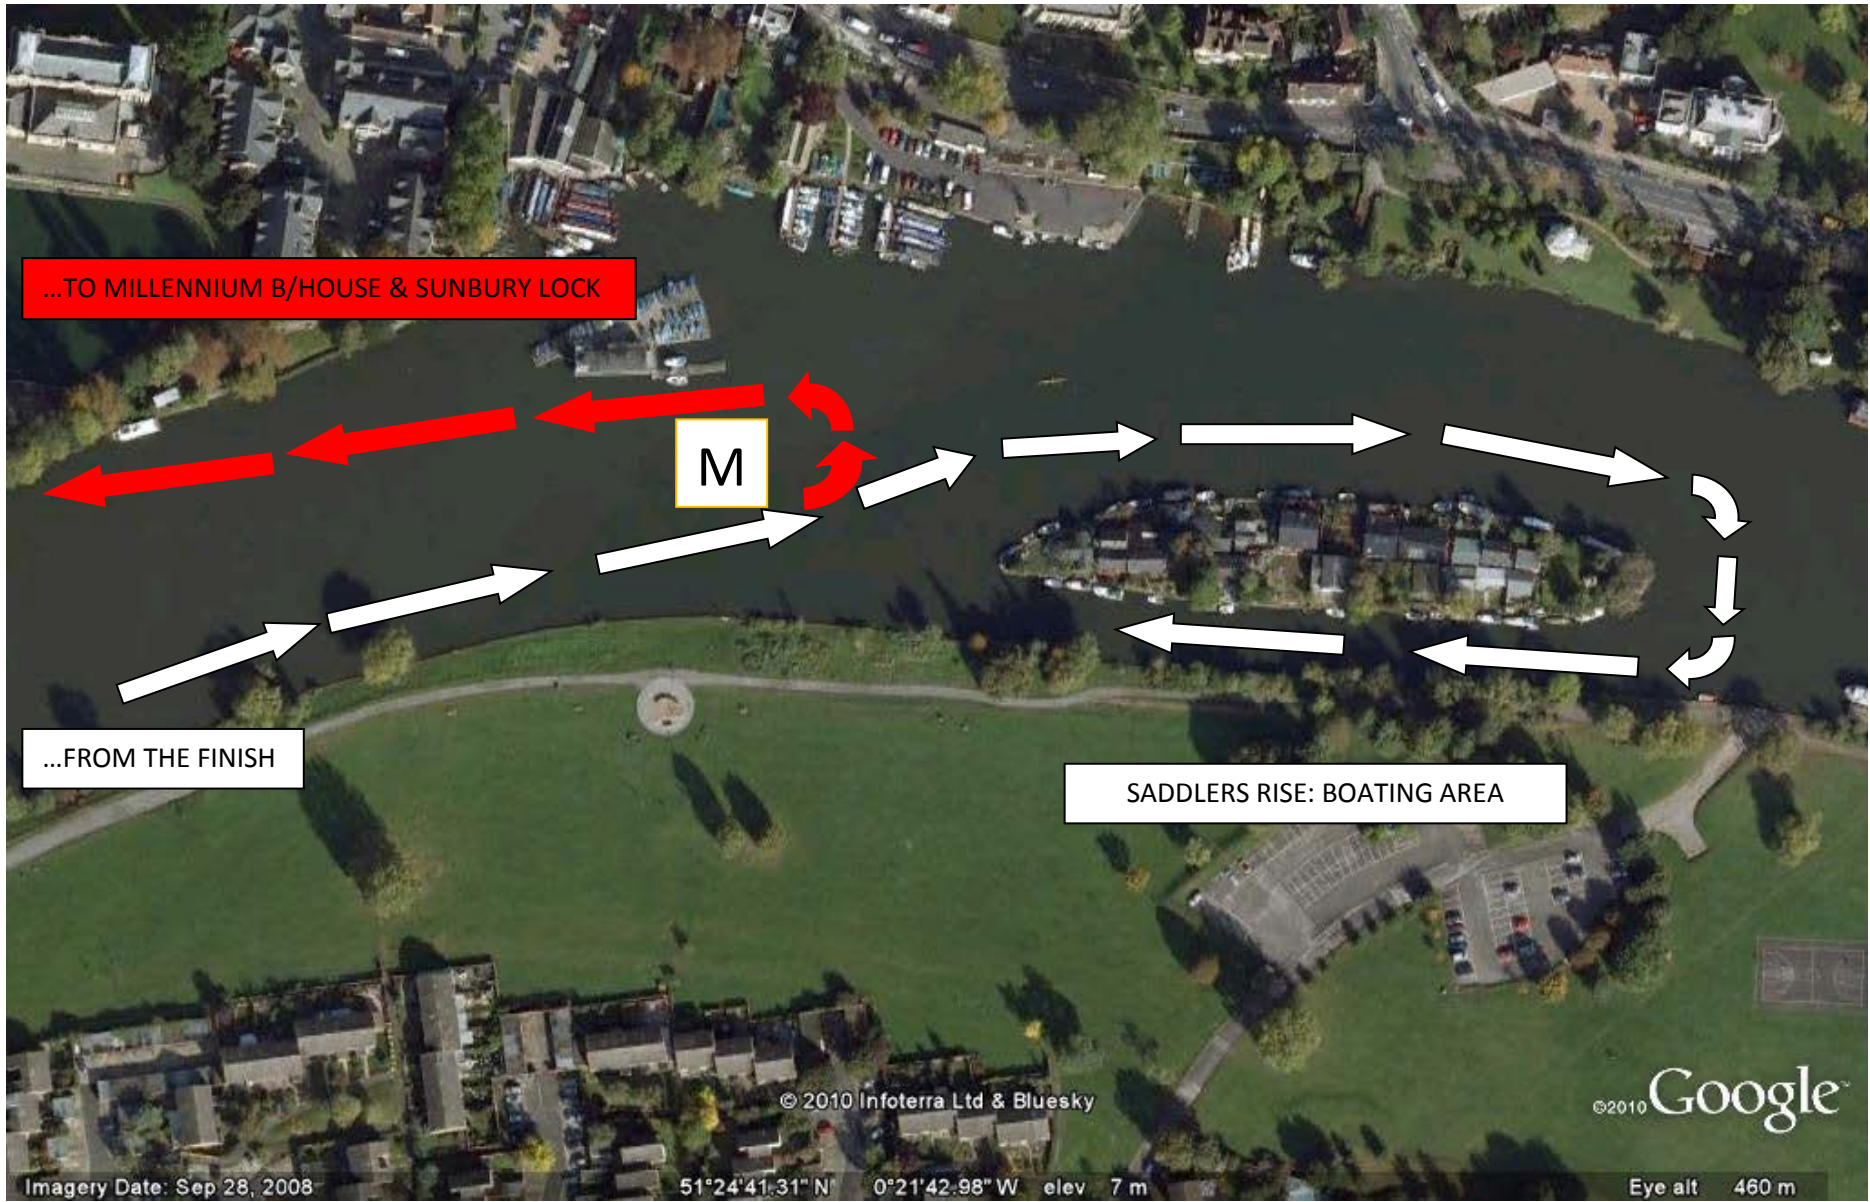 ...TO MILLENNIUM B/HOUSE & SUNBURY LOCK
M
...FROM THE FINISH
SADDLERS RISE: BOATING AREA
© 2010 Infoterra Ltd & Bluesky
©2010 Google™
Imagery Date: Sep 28, 2008 51°24'41.31" N 0°21'42.98" W elev 7 m Eye alt 460 m